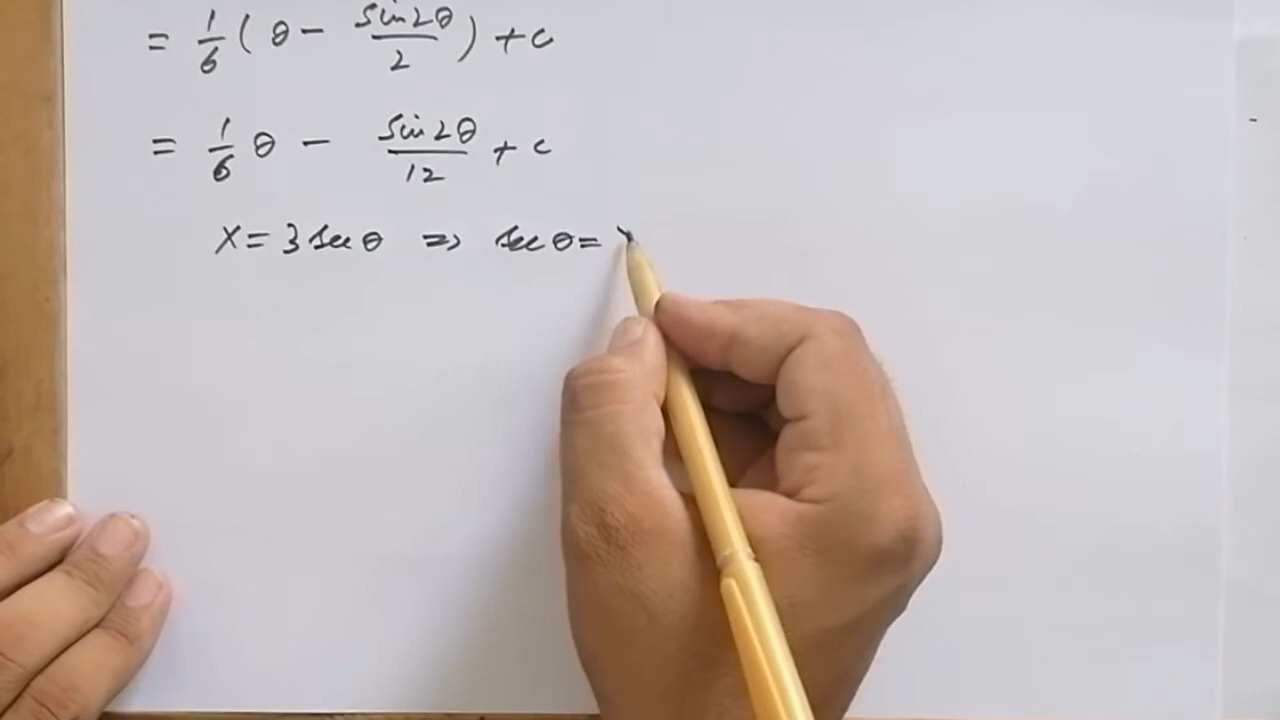 = 1/6 ( θ - sin2θ/2 ) + c
= 1/6 θ - sin2θ/12 + c
x = 3 sec θ ⇒ sec θ =